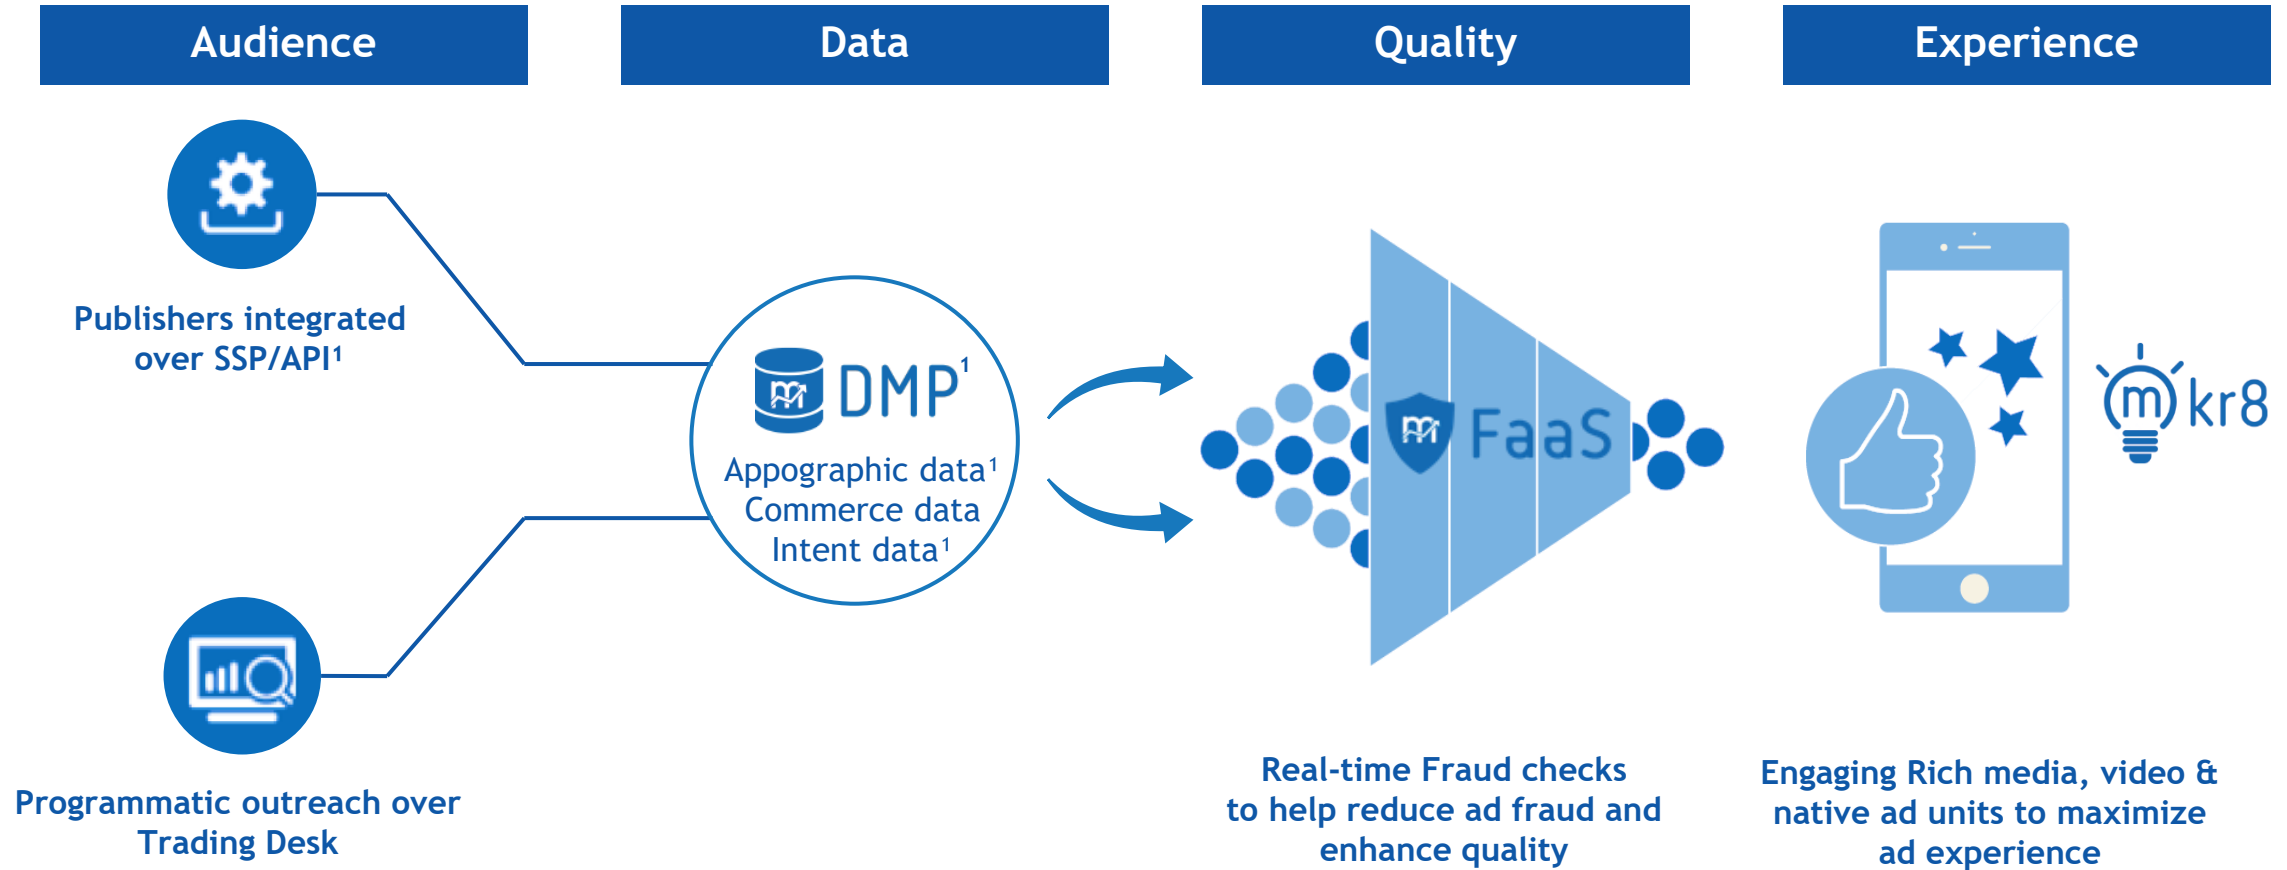 Audience
Data
Quality
Experience
Publishers integrated
over SSP/API¹
Programmatic outreach over
Trading Desk
m DMP¹
Appographic data¹
Commerce data
Intent data¹
m FaaS
Real-time Fraud checks
to help reduce ad fraud and
enhance quality
m kr8
Engaging Rich media, video &
native ad units to maximize
ad experience